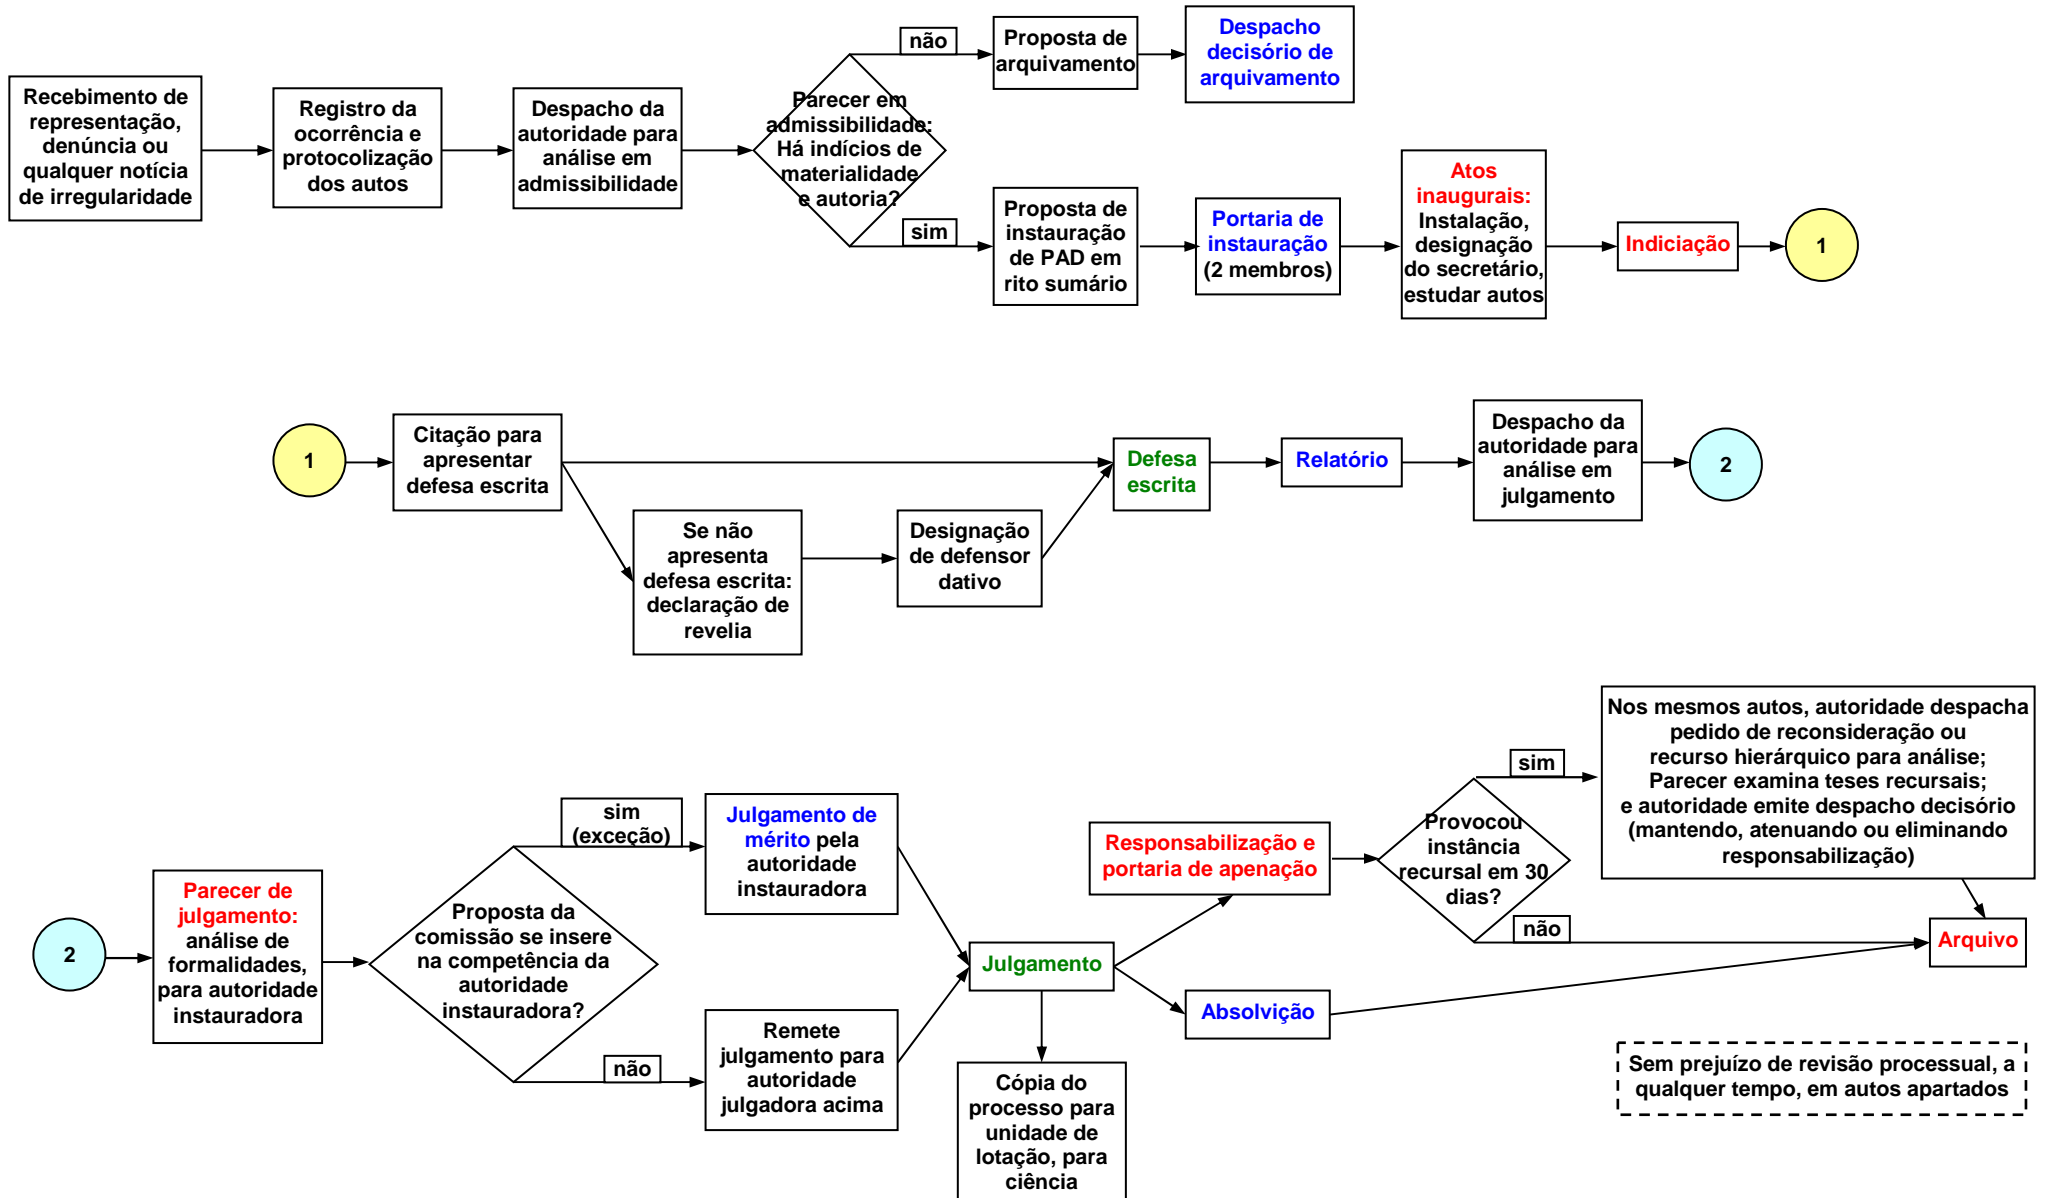 Recebimento de
representação,
denúncia ou
qualquer notícia
de irregularidade
Registro da
ocorrência e
protocolização
dos autos
Despacho da
autoridade para
análise em
admissibilidade
Parecer em
admissibilidade:
Há indícios de
materialidade
e autoria?
não
Proposta de
arquivamento
Despacho
decisório de
arquivamento
sim
Proposta de
instauração
de PAD em
rito sumário
Portaria de
instauração
(2 membros)
Atos
inaugurais:
Instalação,
designação
do secretário,
estudar autos
Indiciação
1
1
Citação para
apresentar
defesa escrita
Se não
apresenta
defesa escrita:
declaração de
revelia
Designação
de defensor
dativo
Defesa
escrita
Relatório
Despacho da
autoridade para
análise em
julgamento
2
2
Parecer de
julgamento:
análise de
formalidades,
para autoridade
instauradora
Proposta da
comissão se insere
na competência da
autoridade
instauradora?
sim
(exceção)
Julgamento de
mérito pela
autoridade
instauradora
não
Remete
julgamento para
autoridade
julgadora acima
Julgamento
Cópia do
processo para
unidade de
lotação, para
ciência
Responsabilização e
portaria de apenação
Absolvição
Provocou
instância
recursal em 30
dias?
sim
Nos mesmos autos, autoridade despacha
pedido de reconsideração ou
recurso hierárquico para análise;
Parecer examina teses recursais;
e autoridade emite despacho decisório
(mantendo, atenuando ou eliminando
responsabilização)
não
Arquivo
Sem prejuízo de revisão processual, a
qualquer tempo, em autos apartados